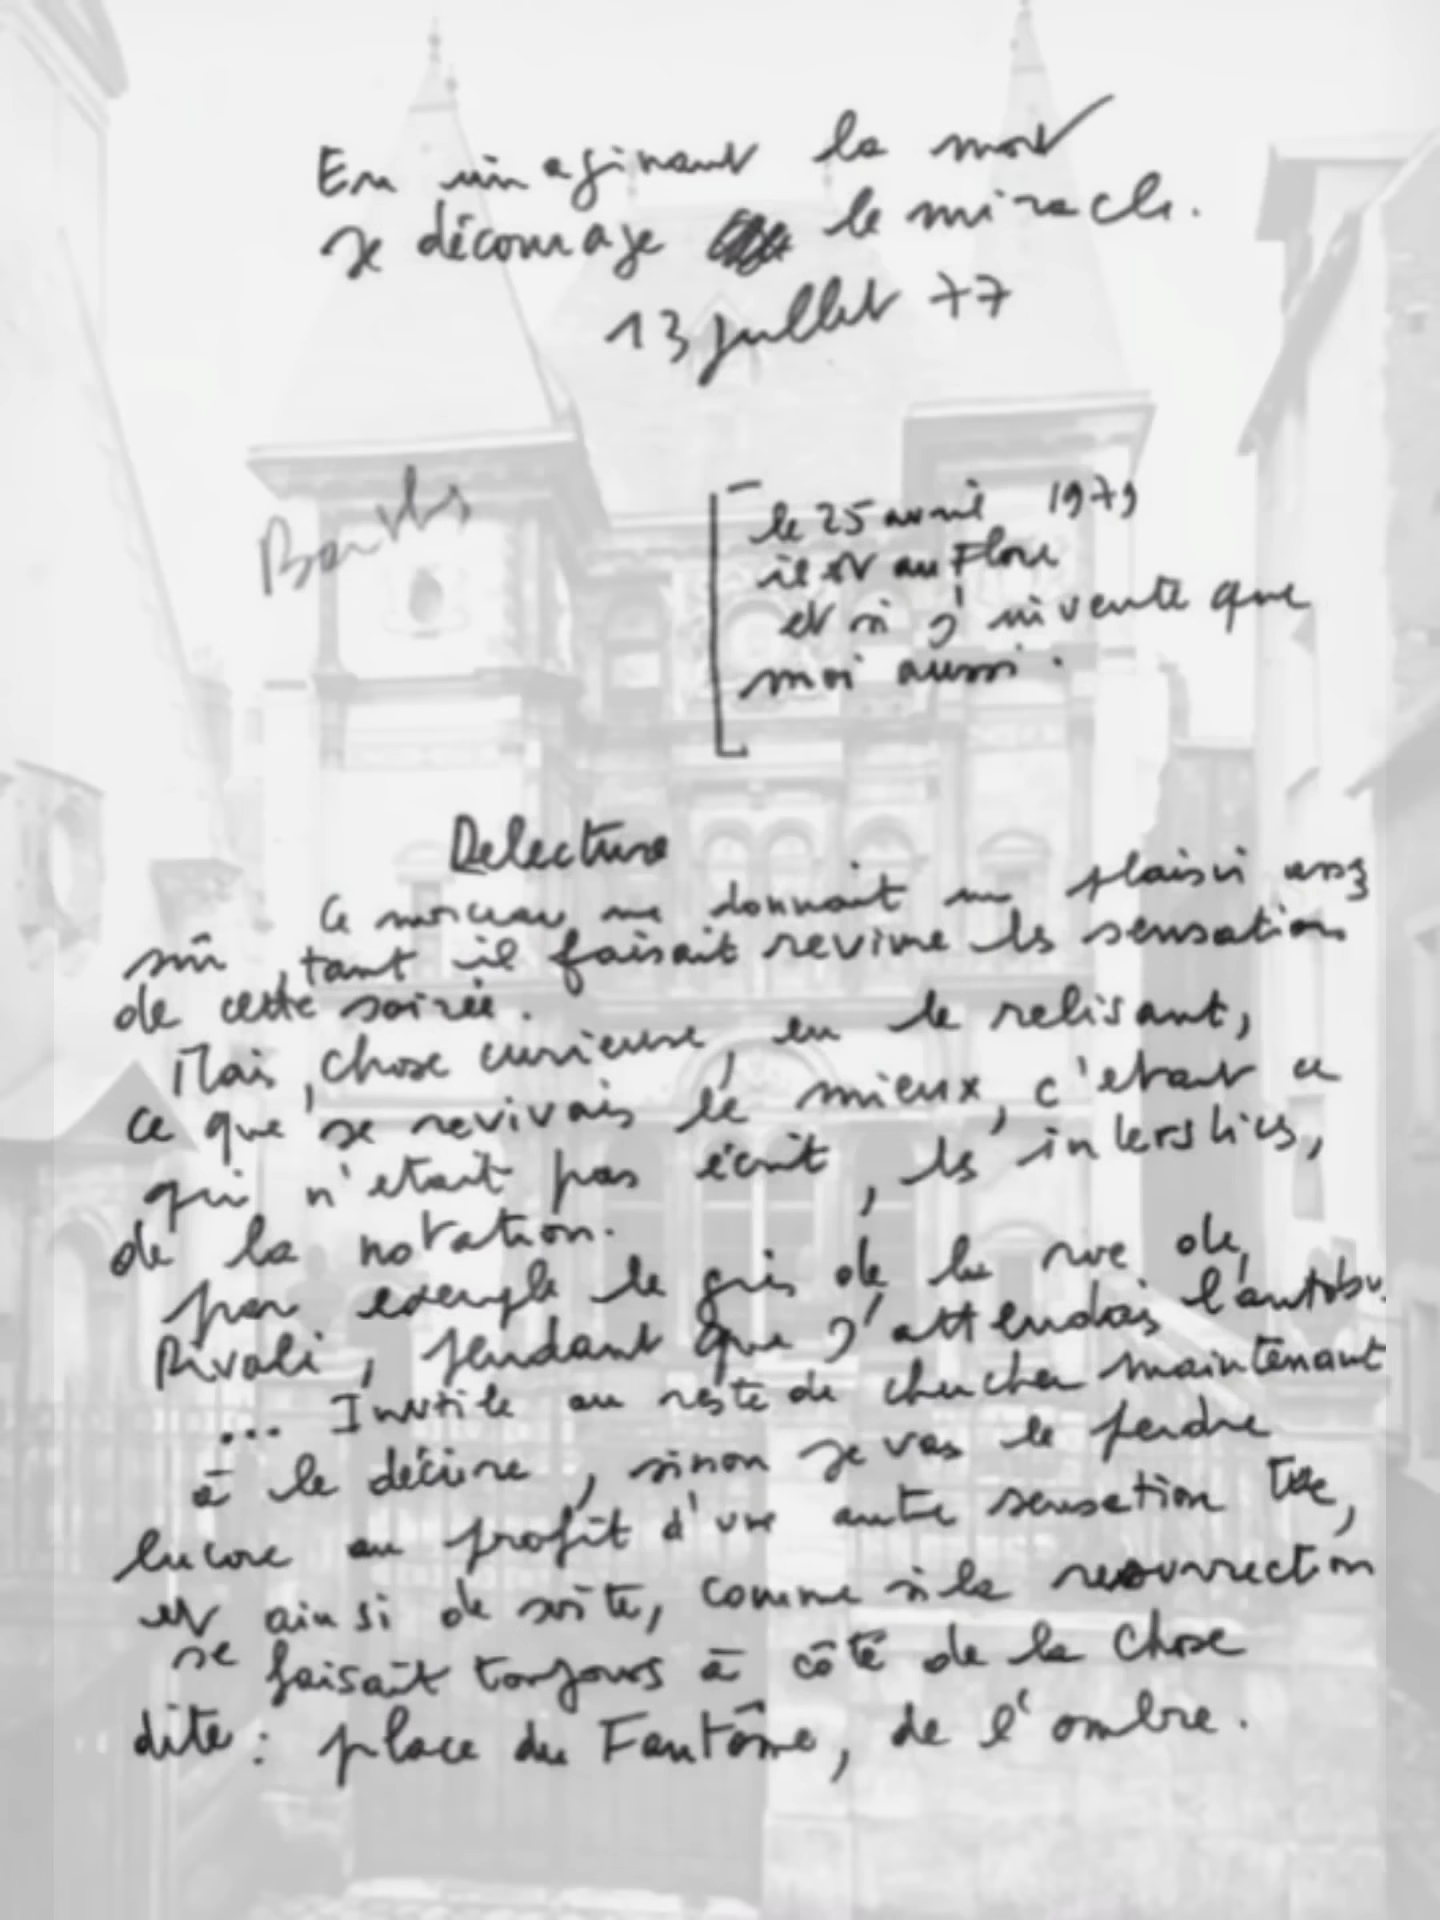 En imaginant la mort
je décourage le miracle.
13 juillet 77
Barthes
le 25 avril 1979
il est au Flore
et si j'invente que
moi aussi.
Relecture
Ce morceau me donnait un plaisir assez
sûr, tant il faisait revivre les sensations
de cette soirée.
Mais, chose curieuse, en le relisant,
ce que je revivais le mieux, c'etait ce
qui n'etait pas écrit, les interstices,
de la notation.
par exemple le gris de la rue de
Rivoli, pendant que j'attendais l'autobus
... Inutile au reste de chercher maintenant
à le décrire, sinon je vas le perdre
encore au profit d'une autre sensation
et ainsi de suite, comme si la resurrection
se faisait toujours à côté de la chose
dite : place du Fantôme, de l'ombre.